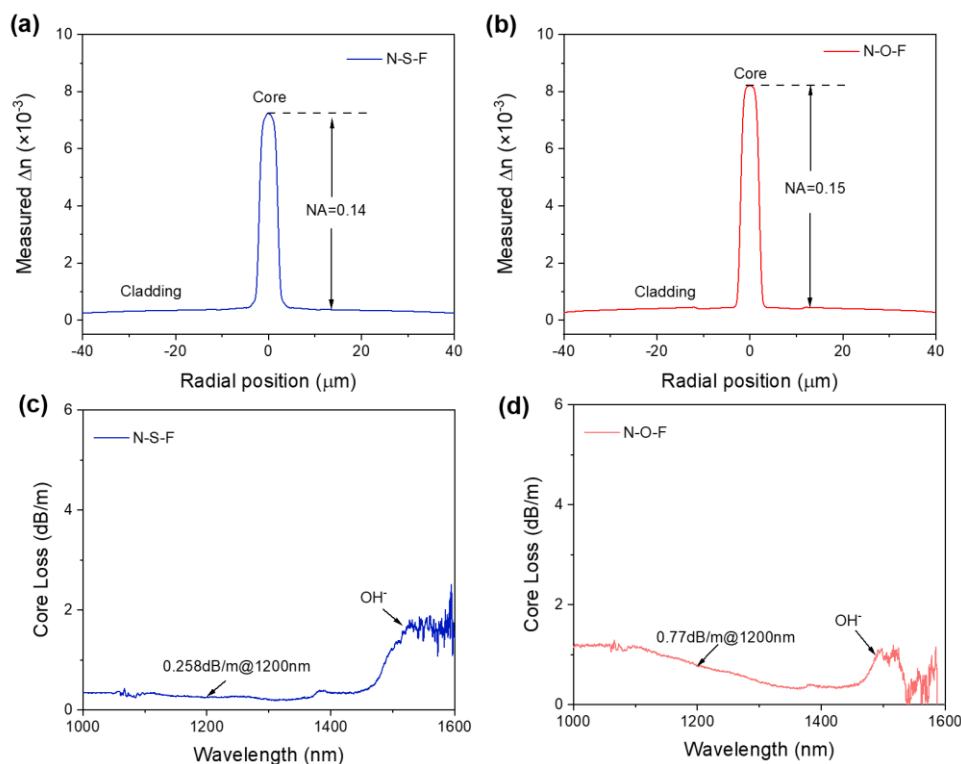 (a)
N-S-F
Core
NA=0.14
Cladding
Measured Δn (×10-3)
0
2
4
6
8
10
-40
-20
0
20
40
Radial position (μm)
(b)
N-O-F
Core
NA=0.15
Cladding
Measured Δn (×10-3)
0
2
4
6
8
10
-40
-20
0
20
40
Radial position (μm)
(c)
N-S-F
OH-
0.258dB/m@1200nm
Core Loss (dB/m)
0
2
4
6
1000
1200
1400
1600
Wavelength (nm)
(d)
N-O-F
OH-
0.77dB/m@1200nm
Core Loss (dB/m)
0
2
4
6
1000
1200
1400
1600
Wavelength (nm)